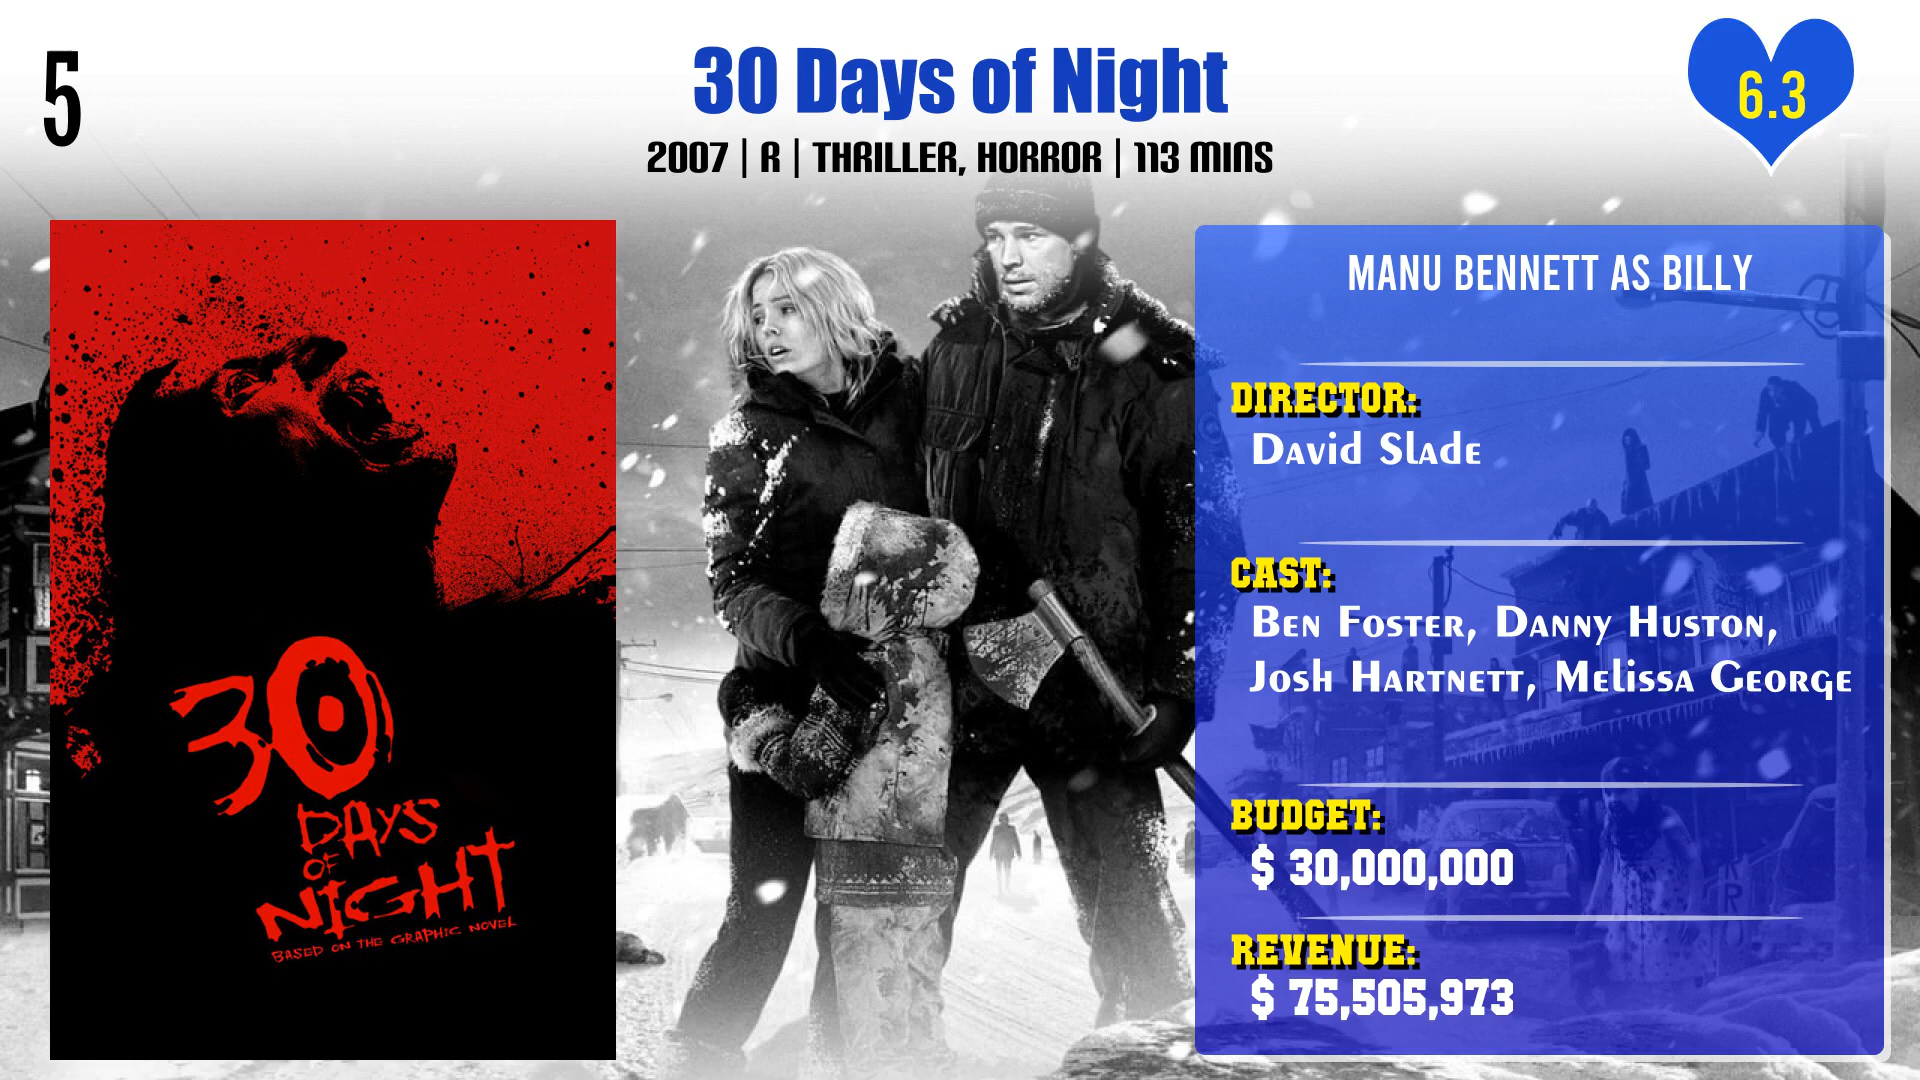 5
30 Days of Night
6.3
2007 | R | THRILLER, HORROR | 113 MINS
MANU BENNETT AS BILLY
DIRECTOR:
David Slade
CAST:
Ben Foster, Danny Huston,
Josh Hartnett, Melissa George
BUDGET:
$ 30,000,000
REVENUE:
$ 75,505,973
30
DAYS
OF
NIGHT
BASED ON THE GRAPHIC NOVEL